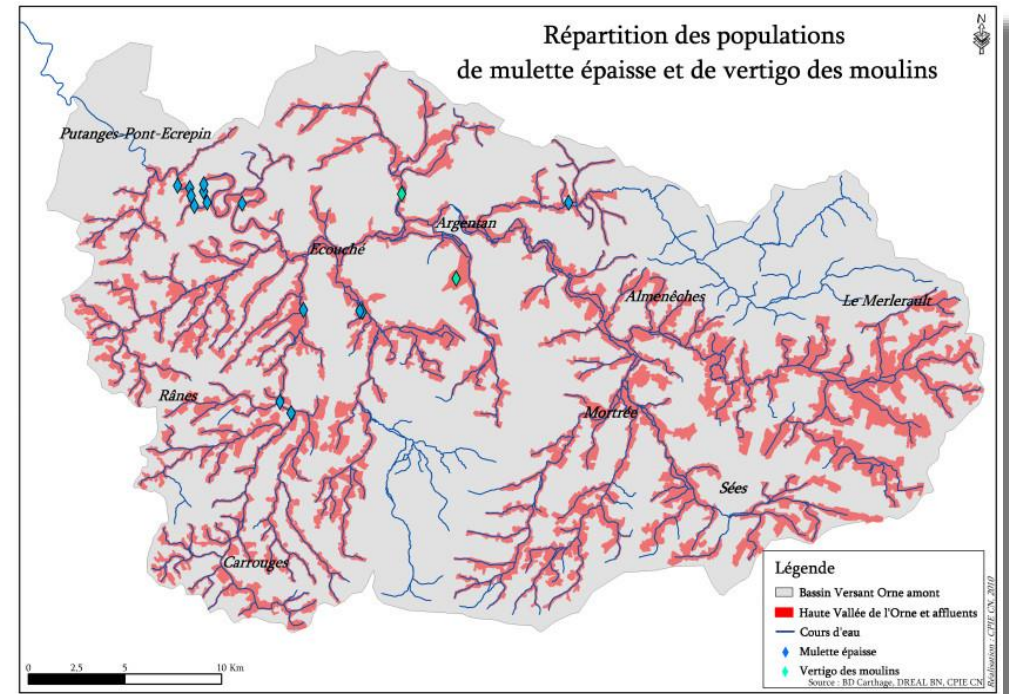 Répartition des populations
de mulette épaisse et de vertigo des moulins
N
Putanges-Pont-Ecrepin
Argentan
Ecouché
Almenêches
Le Merlerault
Rânes
Mortrée
Sées
Carrouges
Légende
Bassin Versant Orne amont
Haute Vallée de l'Orne et affluents
Cours d'eau
Mulette épaisse
Vertigo des moulins
Source : BD Carthage, DREAL BN, CPIE CN
Réalisation : CPIE CN, 2010
0 2,5 5 10 Km